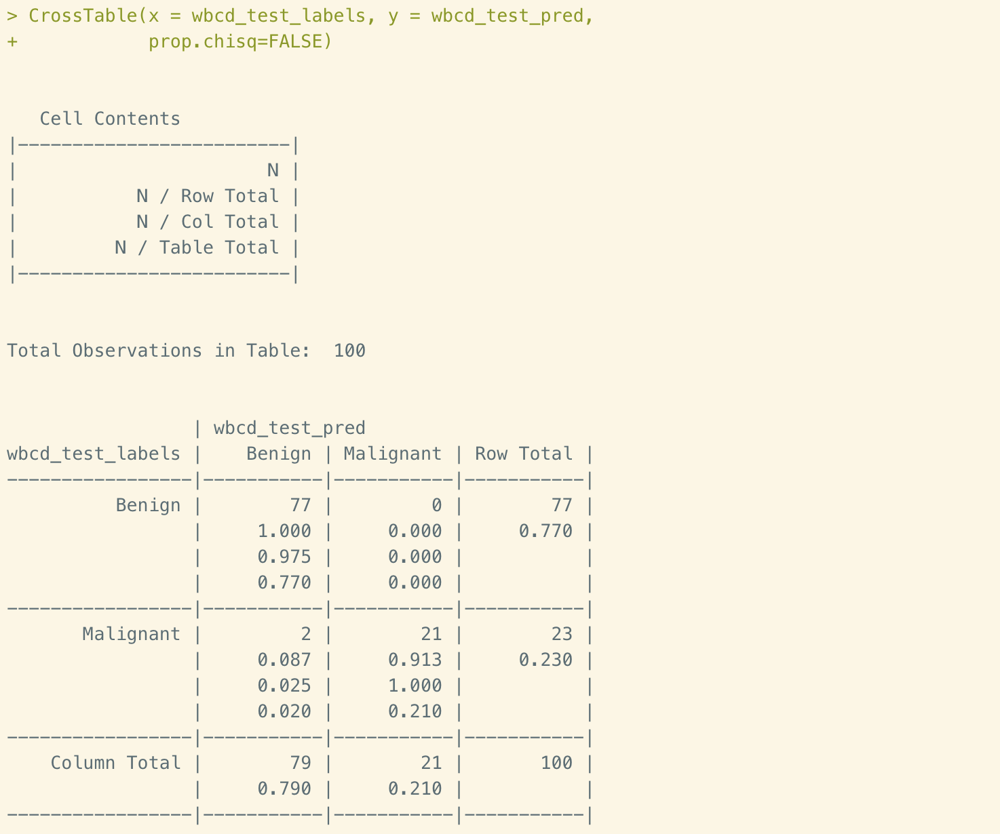 > CrossTable(x = wbcd_test_labels, y = wbcd_test_pred,
+            prop.chisq=FALSE)
   Cell Contents
|-------------------------|
|                       N |
|           N / Row Total |
|           N / Col Total |
|         N / Table Total |
|-------------------------|
Total Observations in Table:  100
                 | wbcd_test_pred
wbcd_test_labels |    Benign | Malignant | Row Total |
-----------------|-----------|-----------|-----------|
          Benign |        77 |         0 |        77 |
                 |     1.000 |     0.000 |     0.770 |
                 |     0.975 |     0.000 |           |
                 |     0.770 |     0.000 |           |
-----------------|-----------|-----------|-----------|
       Malignant |         2 |        21 |        23 |
                 |     0.087 |     0.913 |     0.230 |
                 |     0.025 |     1.000 |           |
                 |     0.020 |     0.210 |           |
-----------------|-----------|-----------|-----------|
    Column Total |        79 |        21 |       100 |
                 |     0.790 |     0.210 |           |
-----------------|-----------|-----------|-----------|